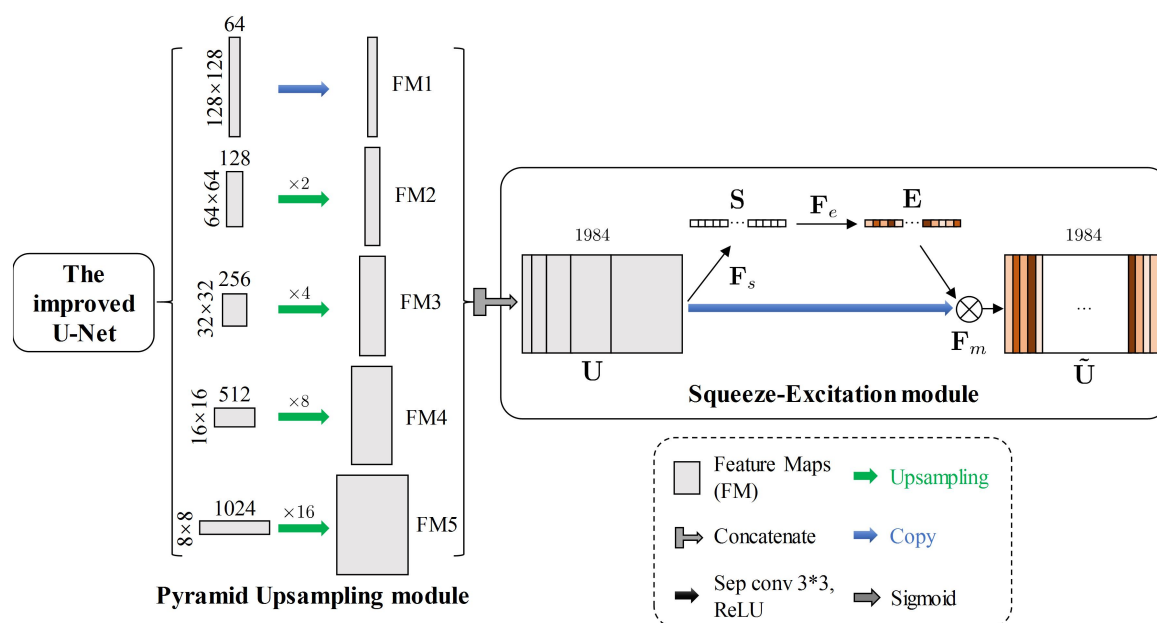 The
improved
U-Net
64
128×128
FM1
128
64×64
×2
FM2
256
32×32
×4
FM3
512
16×16
×8
FM4
1024
8×8
×16
FM5
Pyramid Upsampling module
1984
U
F_s
S
···
F_e
E
···
F_m
1984
...
Ũ
Squeeze-Excitation module
Feature Maps
(FM)
Upsampling
Concatenate
Copy
Sep conv 3*3,
ReLU
Sigmoid